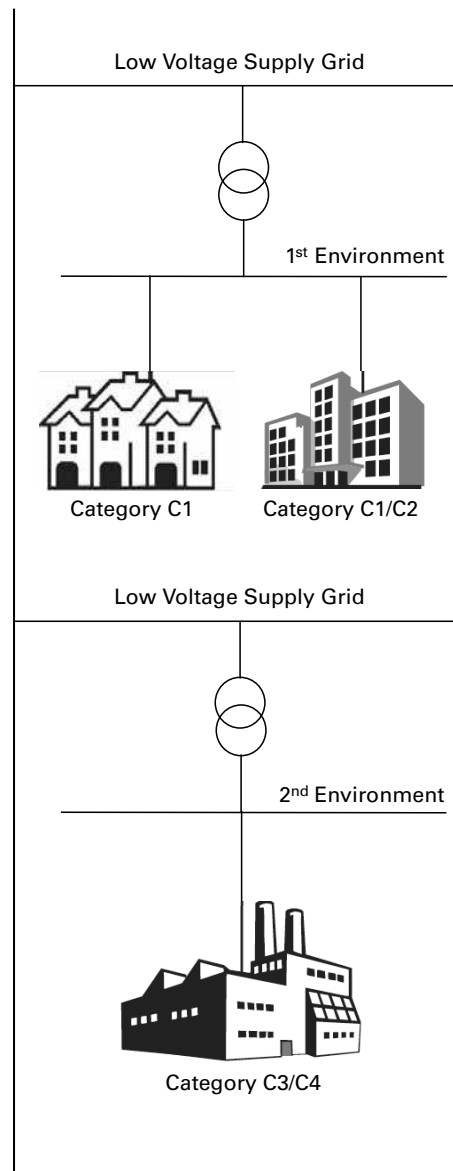 Low Voltage Supply Grid
1st Environment
Category C1
Category C1/C2
Low Voltage Supply Grid
2nd Environment
Category C3/C4